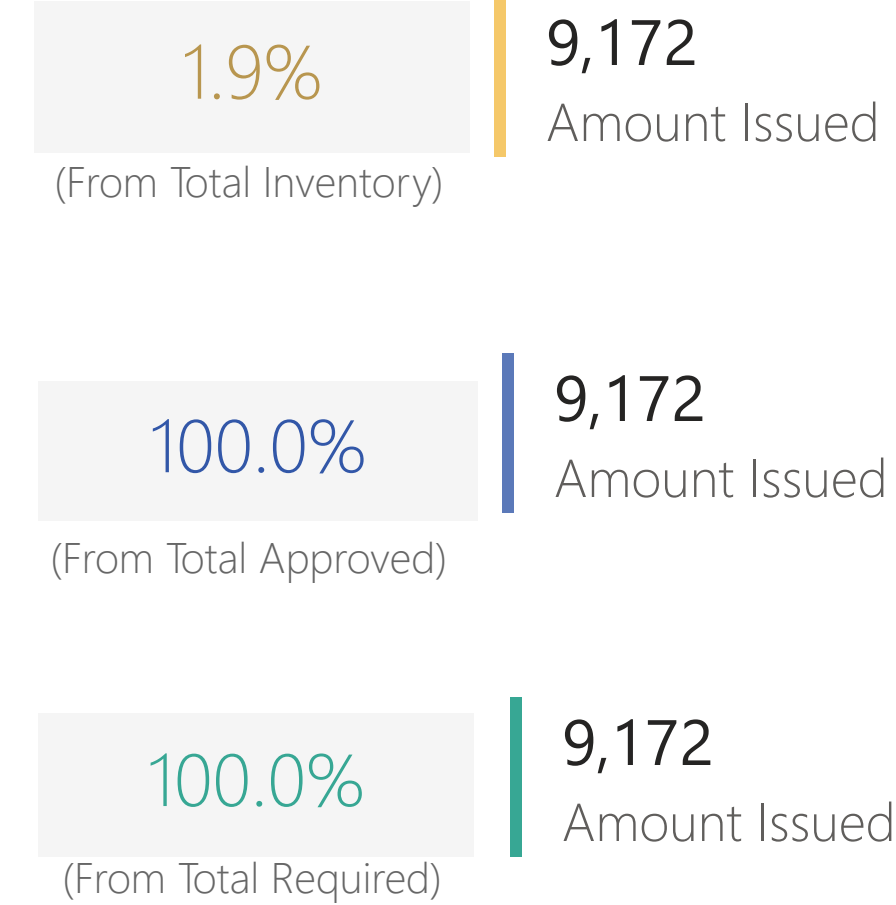 1.9%
9,172
Amount Issued
(From Total Inventory)
100.0%
9,172
Amount Issued
(From Total Approved)
100.0%
9,172
Amount Issued
(From Total Required)